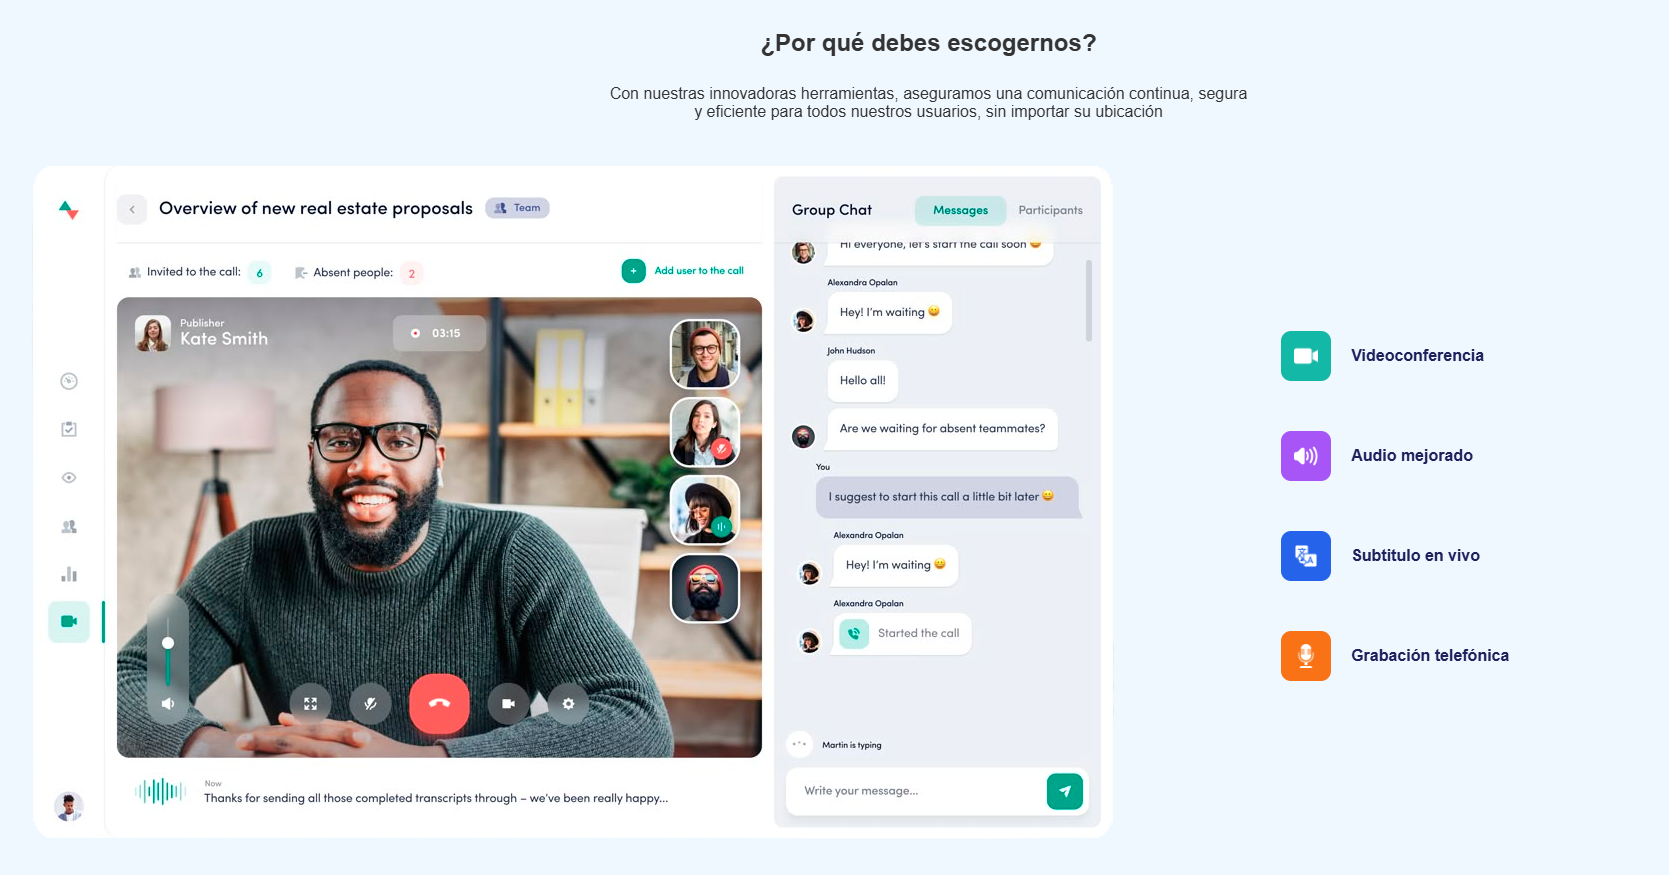 ¿Por qué debes escogernos?
Con nuestras innovadoras herramientas, aseguramos una comunicación continua, segura
y eficiente para todos nuestros usuarios, sin importar su ubicación
Overview of new real estate proposals
Team
Invited to the call: 6
Absent people: 2
+ Add user to the call
Publisher
Kate Smith
03:15
Now
Thanks for sending all those completed transcripts through – we've been really happy...
Group Chat
Messages
Participants
Hi everyone, let's start the call soon 😀
Alexandra Opalan
Hey! I'm waiting 😀
John Hudson
Hello all!
Are we waiting for absent teammates?
You
I suggest to start this call a little bit later 😀
Alexandra Opalan
Hey! I'm waiting 😀
Alexandra Opalan
Started the call
Martin is typing
Write your message...
Videoconferencia
Audio mejorado
Subtitulo en vivo
Grabación telefónica